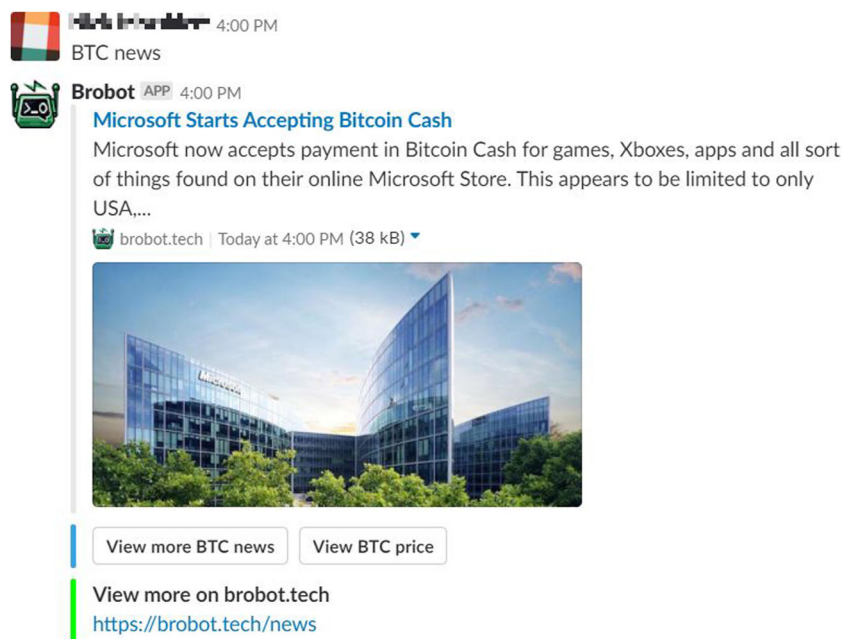 4:00 PM
BTC news
Brobot APP 4:00 PM
Microsoft Starts Accepting Bitcoin Cash
Microsoft now accepts payment in Bitcoin Cash for games, Xboxes, apps and all sort
of things found on their online Microsoft Store. This appears to be limited to only
USA,...
brobot.tech | Today at 4:00 PM (38 kB)
Microsoft
View more BTC news
View BTC price
View more on brobot.tech
https://brobot.tech/news